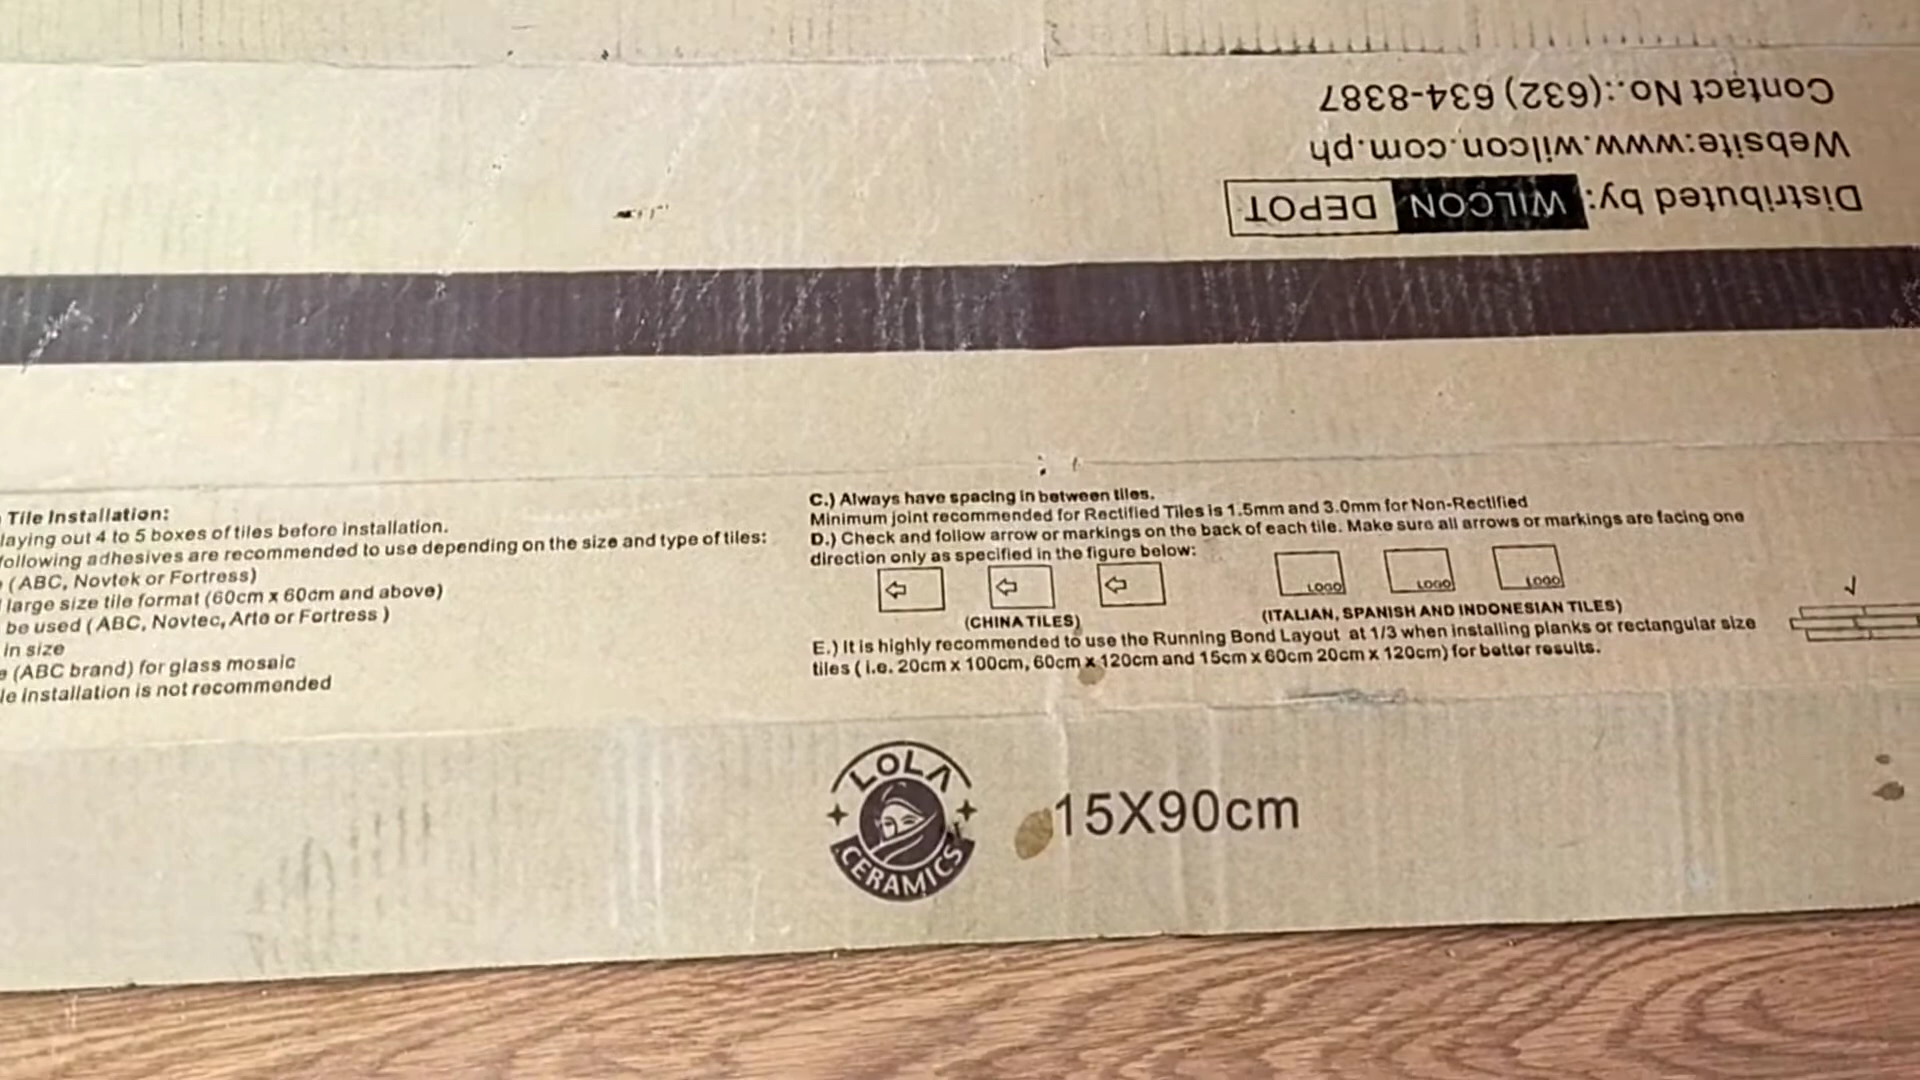 Contact No.:(632) 634-8387
Website:www.wilcon.com.ph
Distributed by: WILCON DEPOT
Tile Installation:
laying out 4 to 5 boxes of tiles before installation.
following adhesives are recommended to use depending on the size and type of tiles:
(ABC, Novtek or Fortress)
large size tile format (60cm x 60cm and above)
be used (ABC, Novtec, Arte or Fortress )
in size
(ABC brand) for glass mosaic
installation is not recommended
C.) Always have spacing in between tiles.
Minimum joint recommended for Rectified Tiles is 1.5mm and 3.0mm for Non-Rectified
D.) Check and follow arrow or markings on the back of each tile. Make sure all arrows or markings are facing one
direction only as specified in the figure below:
LOGO LOGO LOGO
(CHINA TILES) (ITALIAN, SPANISH AND INDONESIAN TILES)
E.) It is highly recommended to use the Running Bond Layout at 1/3 when installing planks or rectangular size
tiles ( i.e. 20cm x 100cm, 60cm x 120cm and 15cm x 60cm 20cm x 120cm) for better results.
LOLA
CERAMICS
15X90cm